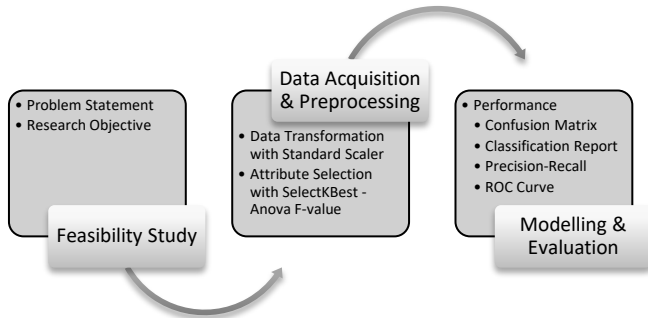 • Problem Statement
• Research Objective
Feasibility Study
Data Acquisition
& Preprocessing
• Data Transformation
with Standard Scaler
• Attribute Selection
with SelectKBest -
Anova F-value
• Performance
• Confusion Matrix
• Classification Report
• Precision-Recall
• ROC Curve
Modelling &
Evaluation